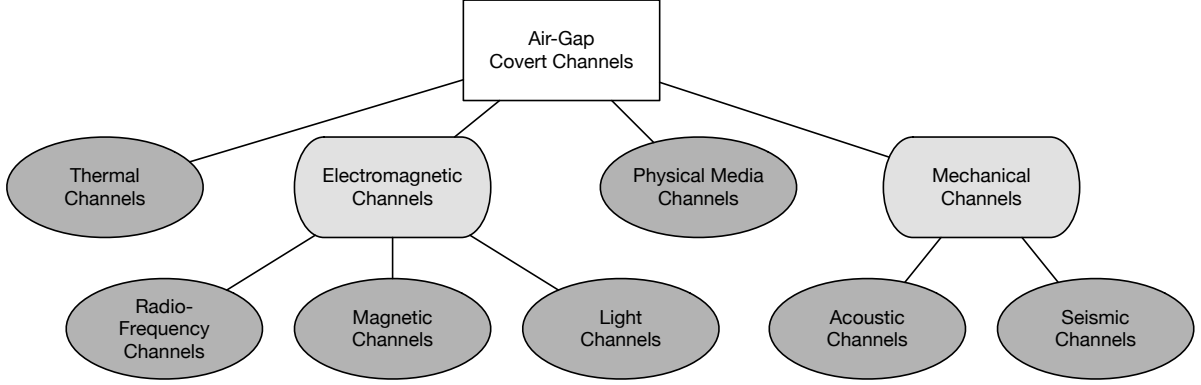 Air-Gap
Covert Channels
Thermal
Channels
Electromagnetic
Channels
Physical Media
Channels
Mechanical
Channels
Radio-
Frequency
Channels
Magnetic
Channels
Light
Channels
Acoustic
Channels
Seismic
Channels